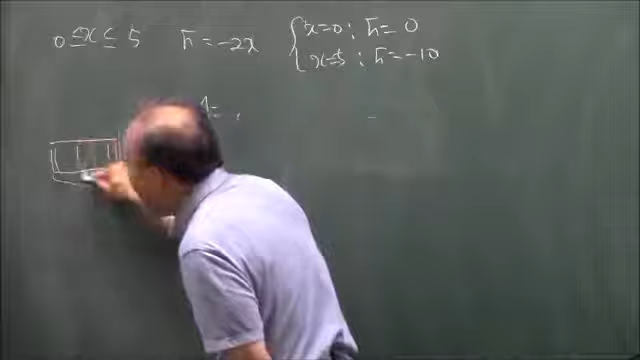 0 ≤ x ≤ 5 h̄ = -2x { x=0 : h̄ = 0
x=5 : h̄ = -10